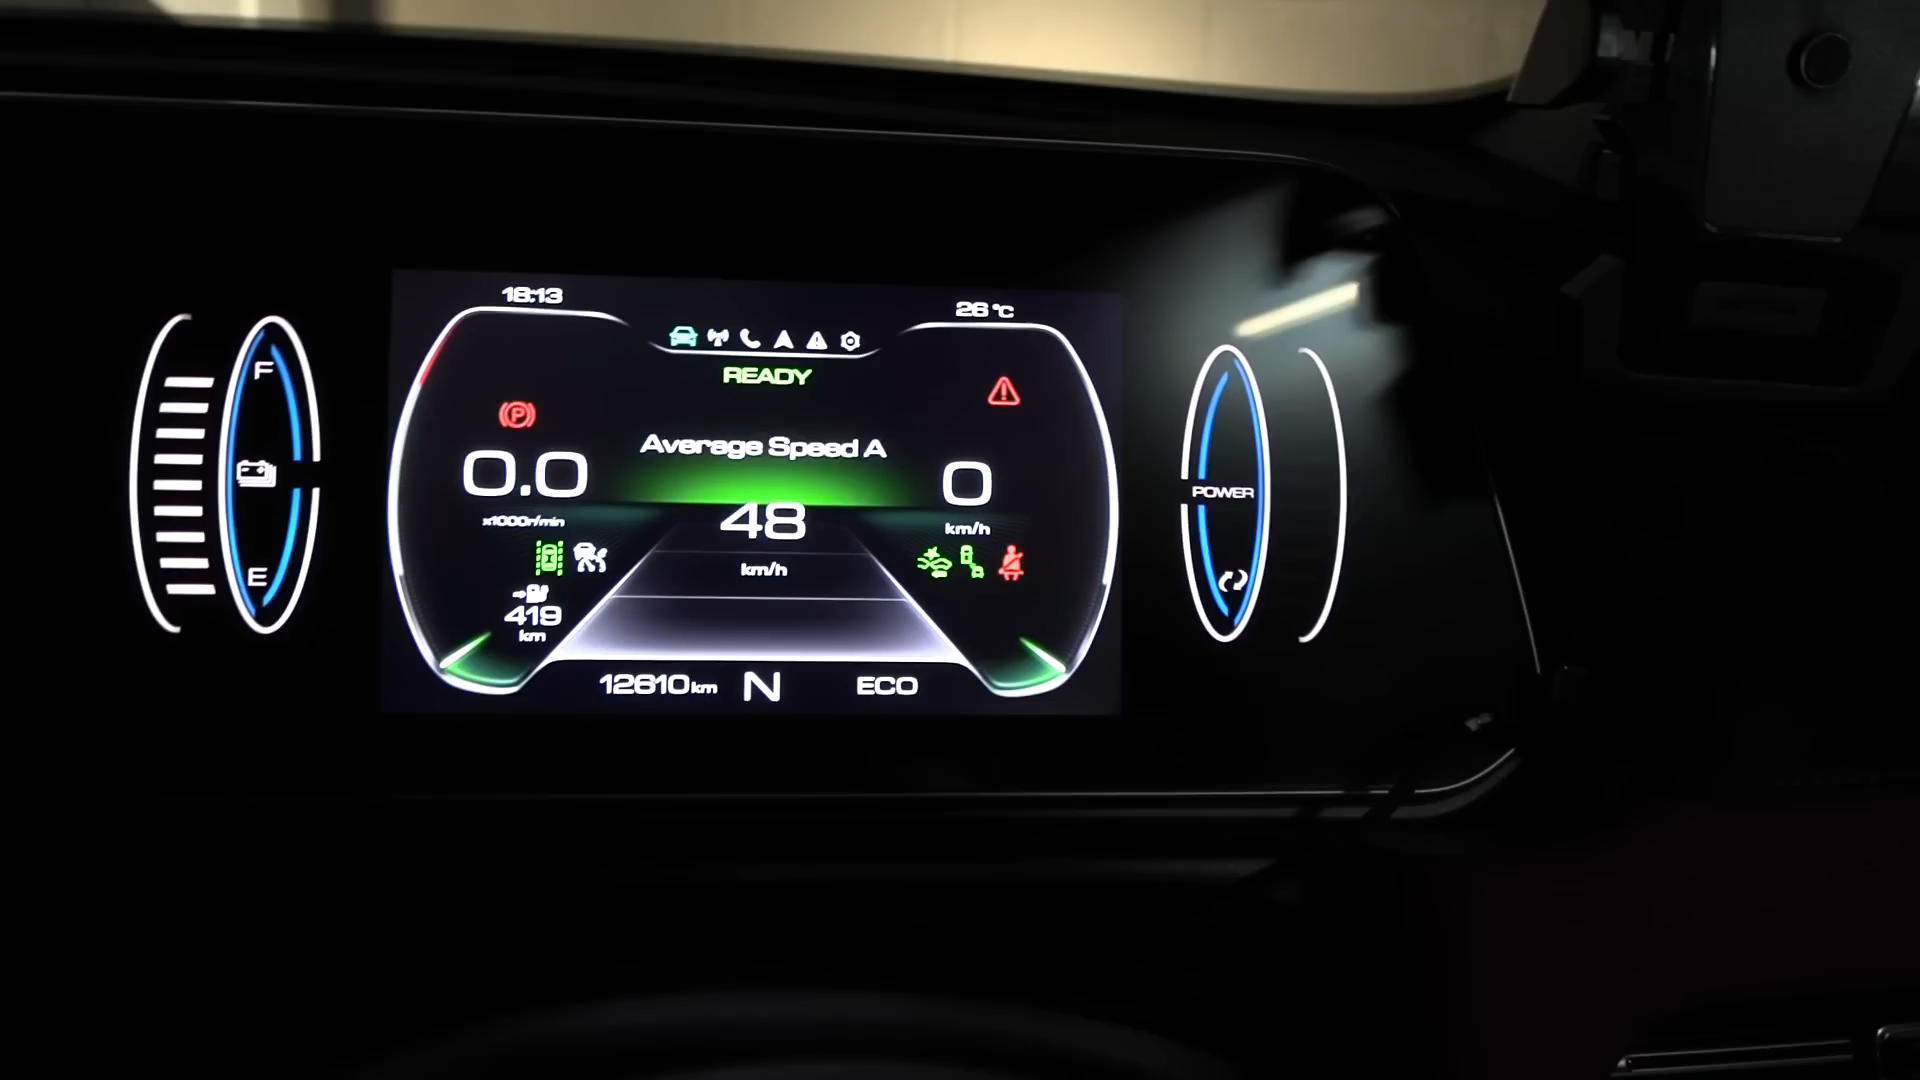 18:13
26 °C
READY
Average Speed A
0.0
x1000r/min
48
km/h
0
km/h
419
km
12610km
N
ECO
F
E
POWER